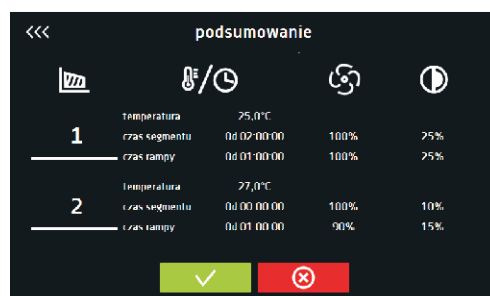 <<< podsumowanie
temperatura 25,0°C
1 czas segmentu 0d 02:00:00 100% 25%
czas rampy 0d 01:00:00 100% 25%
temperatura 27,0°C
2 czas segmentu 0d 00:00:00 100% 10%
czas rampy 0d 01:00:00 90% 15%